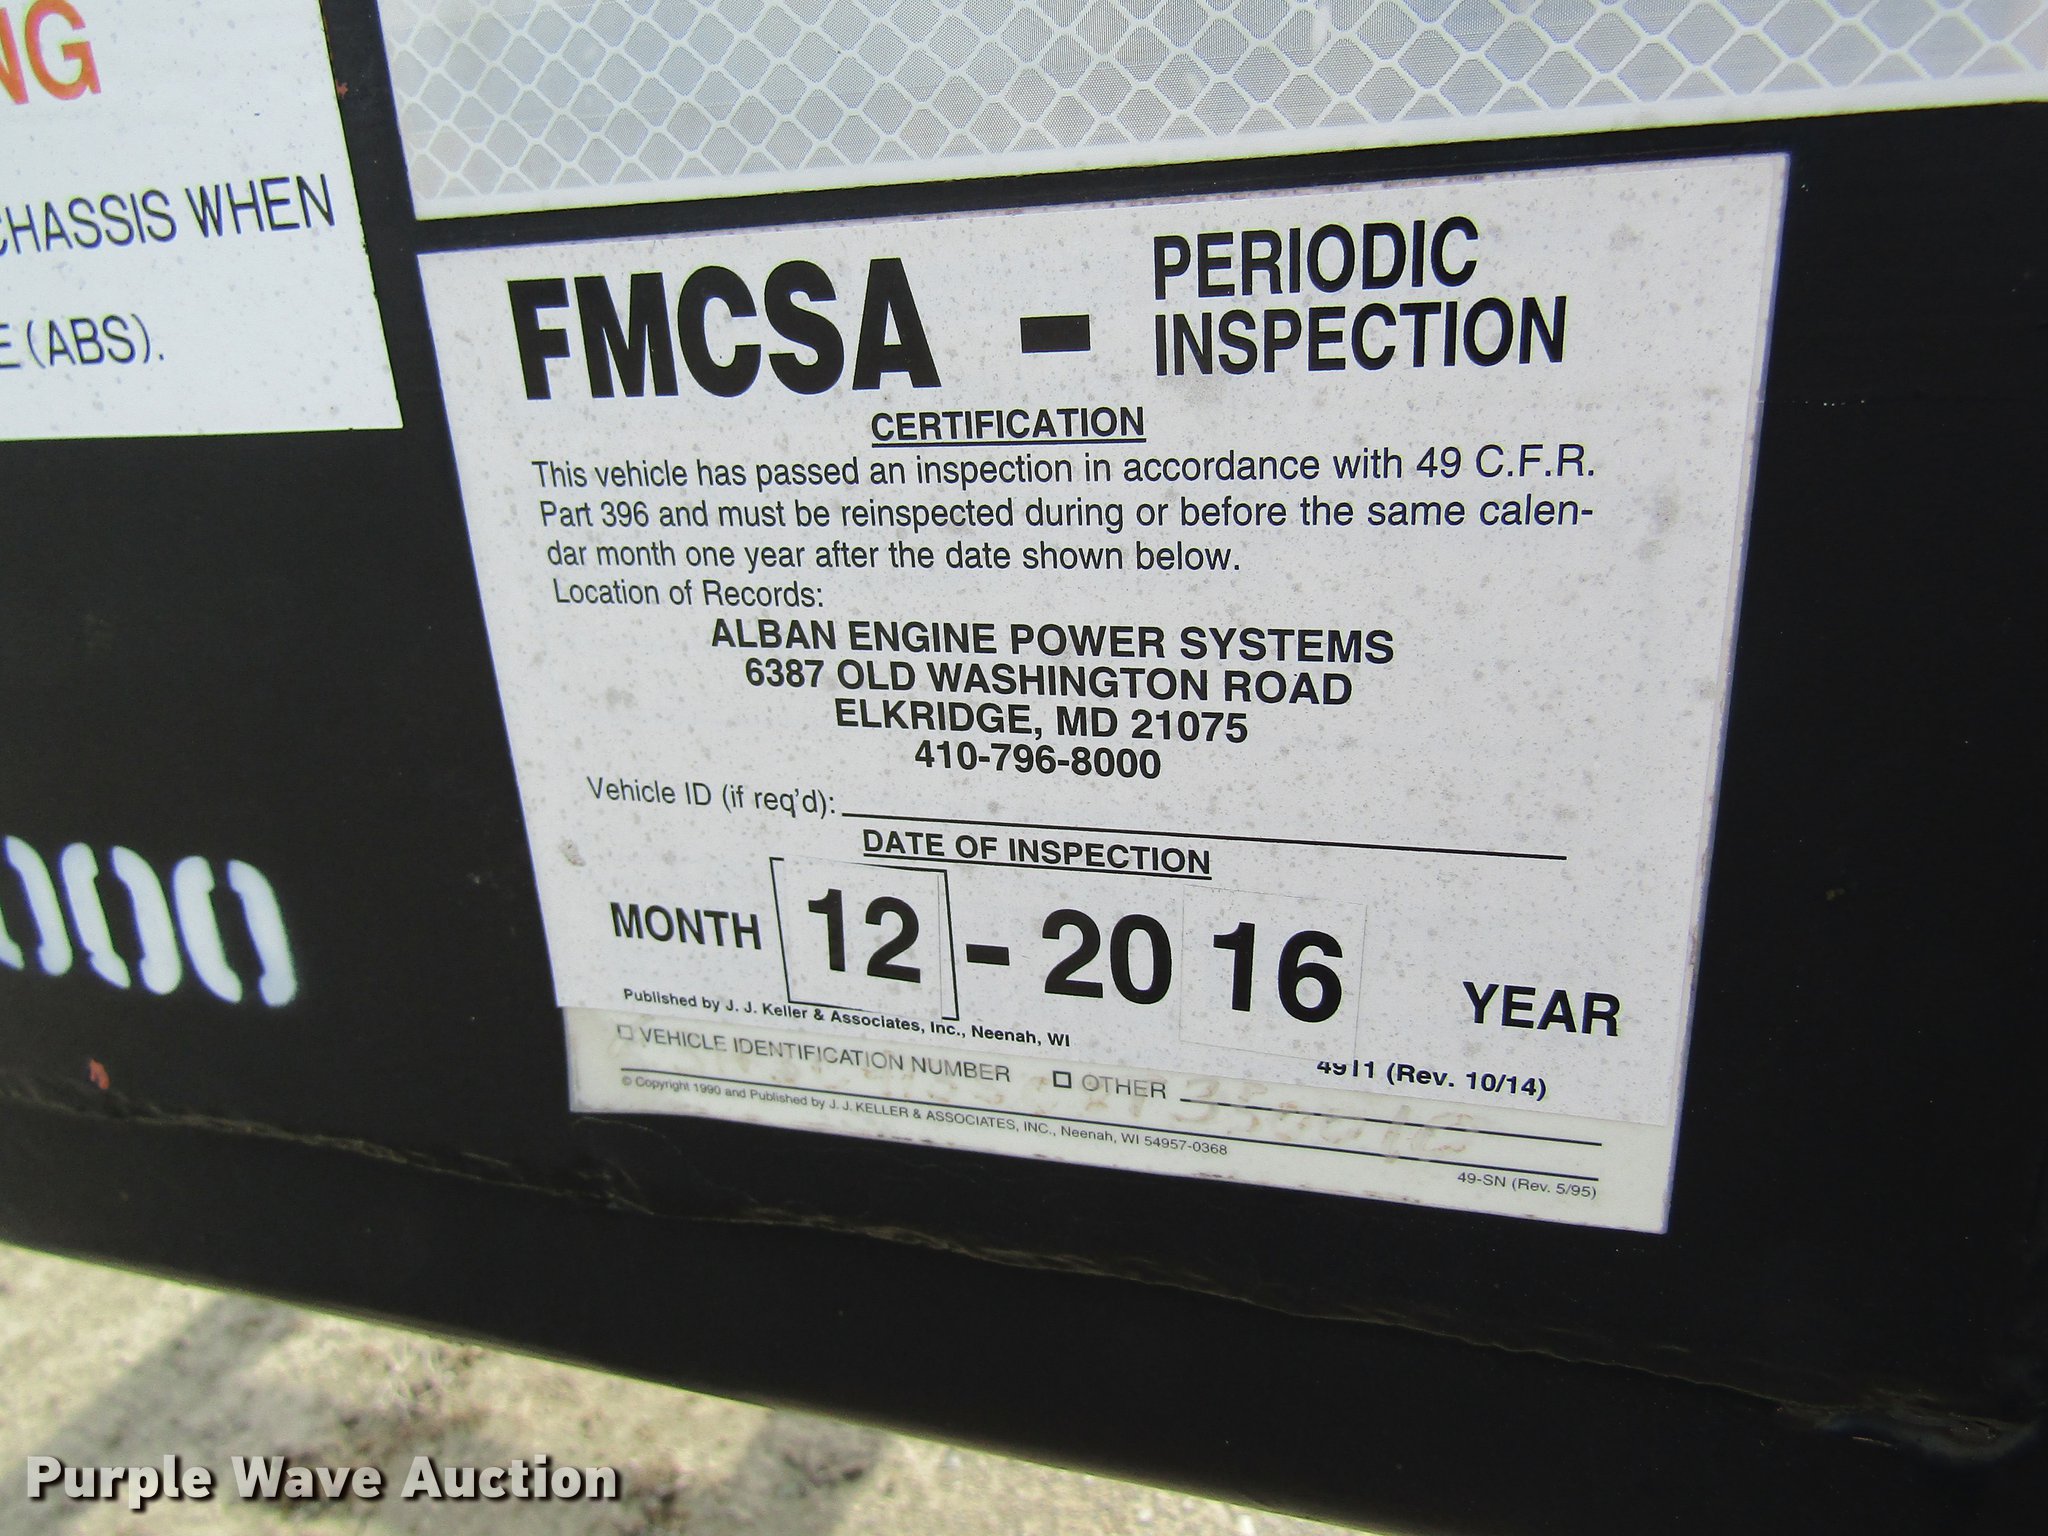 NG
CHASSIS WHEN
E (ABS).
FMCSA - PERIODIC
INSPECTION
CERTIFICATION
This vehicle has passed an inspection in accordance with 49 C.F.R.
Part 396 and must be reinspected during or before the same calen-
dar month one year after the date shown below.
Location of Records:
ALBAN ENGINE POWER SYSTEMS
6387 OLD WASHINGTON ROAD
ELKRIDGE, MD 21075
410-796-8000
Vehicle ID (if req'd):
DATE OF INSPECTION
MONTH 12 - 20 16 YEAR
Published by J. J. Keller & Associates, Inc., Neenah, WI
4911 (Rev. 10/14)
VEHICLE IDENTIFICATION NUMBER OTHER
© Copyright 1990 and Published by J. J. KELLER & ASSOCIATES, INC., Neenah, WI 54957-0368
49-SN (Rev. 5/95)
000
Purple Wave Auction